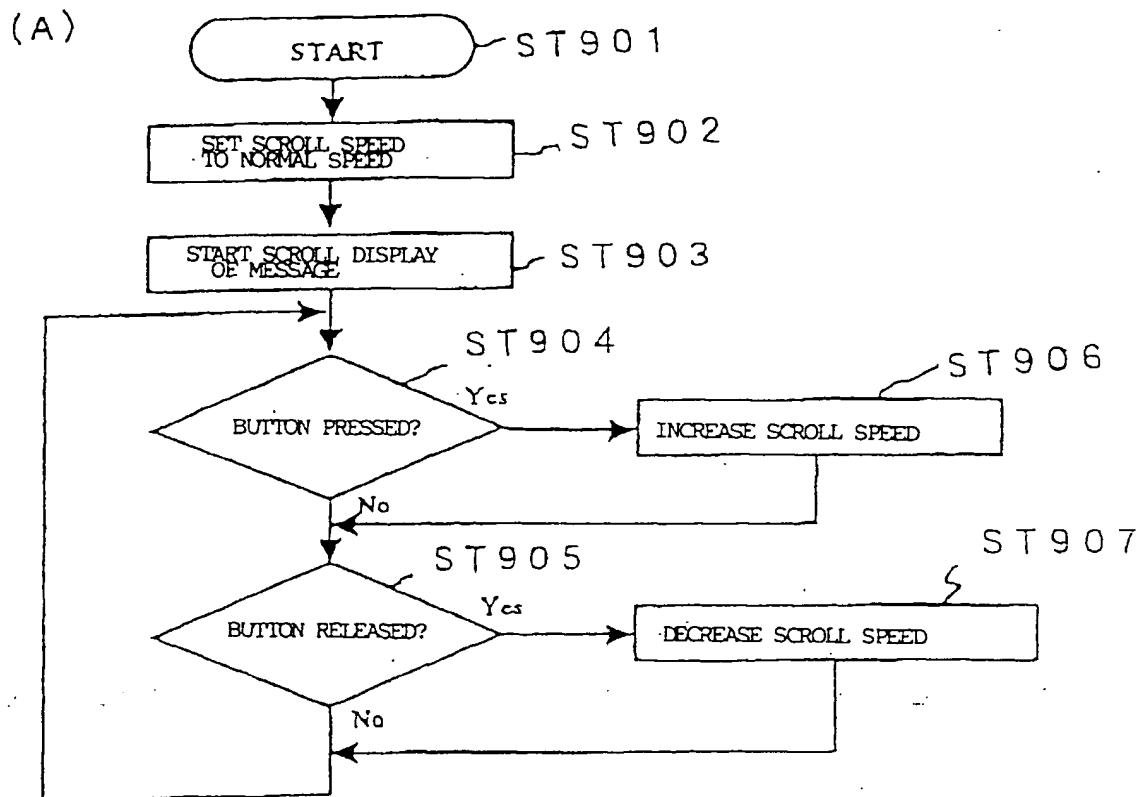 (A)
START
ST901
SET SCROLL SPEED
TO NORMAL SPEED
ST902
START SCROLL DISPLAY
OF MESSAGE
ST903
ST904
BUTTON PRESSED?
Yes
ST906
INCREASE SCROLL SPEED
No
ST905
BUTTON RELEASED?
Yes
ST907
DECREASE SCROLL SPEED
No